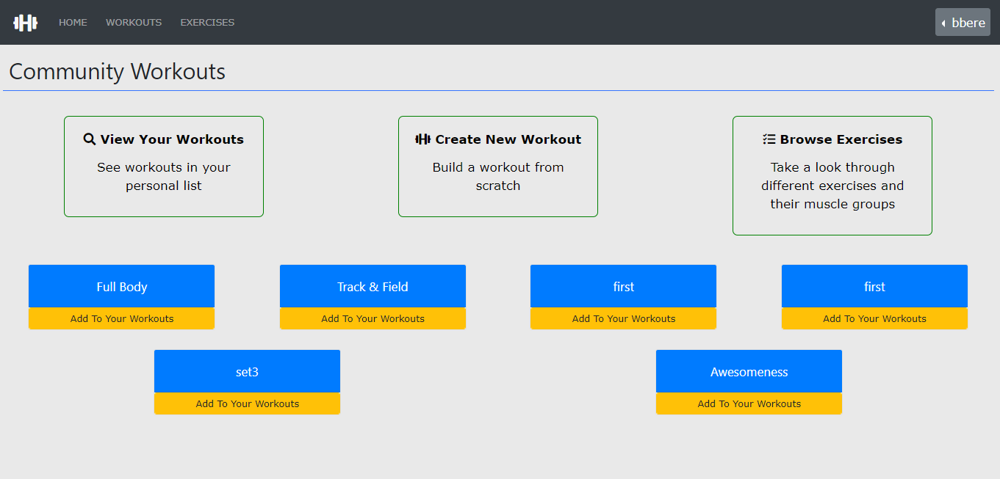 HOME WORKOUTS EXERCISES bbere
Community Workouts
View Your Workouts
See workouts in your
personal list
Create New Workout
Build a workout from
scratch
Browse Exercises
Take a look through
different exercises and
their muscle groups
Full Body
Add To Your Workouts
Track & Field
Add To Your Workouts
first
Add To Your Workouts
first
Add To Your Workouts
set3
Add To Your Workouts
Awesomeness
Add To Your Workouts